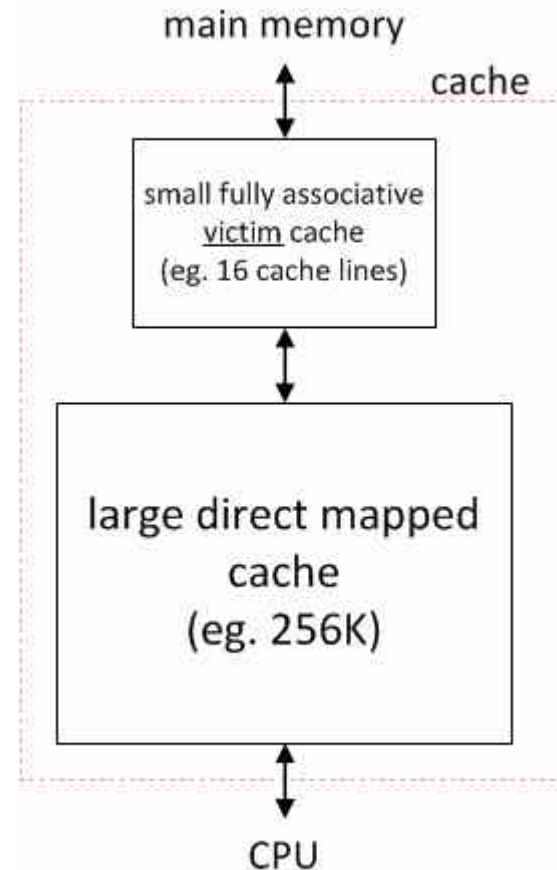 main memory
cache
small fully associative
victim cache
(eg. 16 cache lines)
large direct mapped
cache
(eg. 256K)
CPU